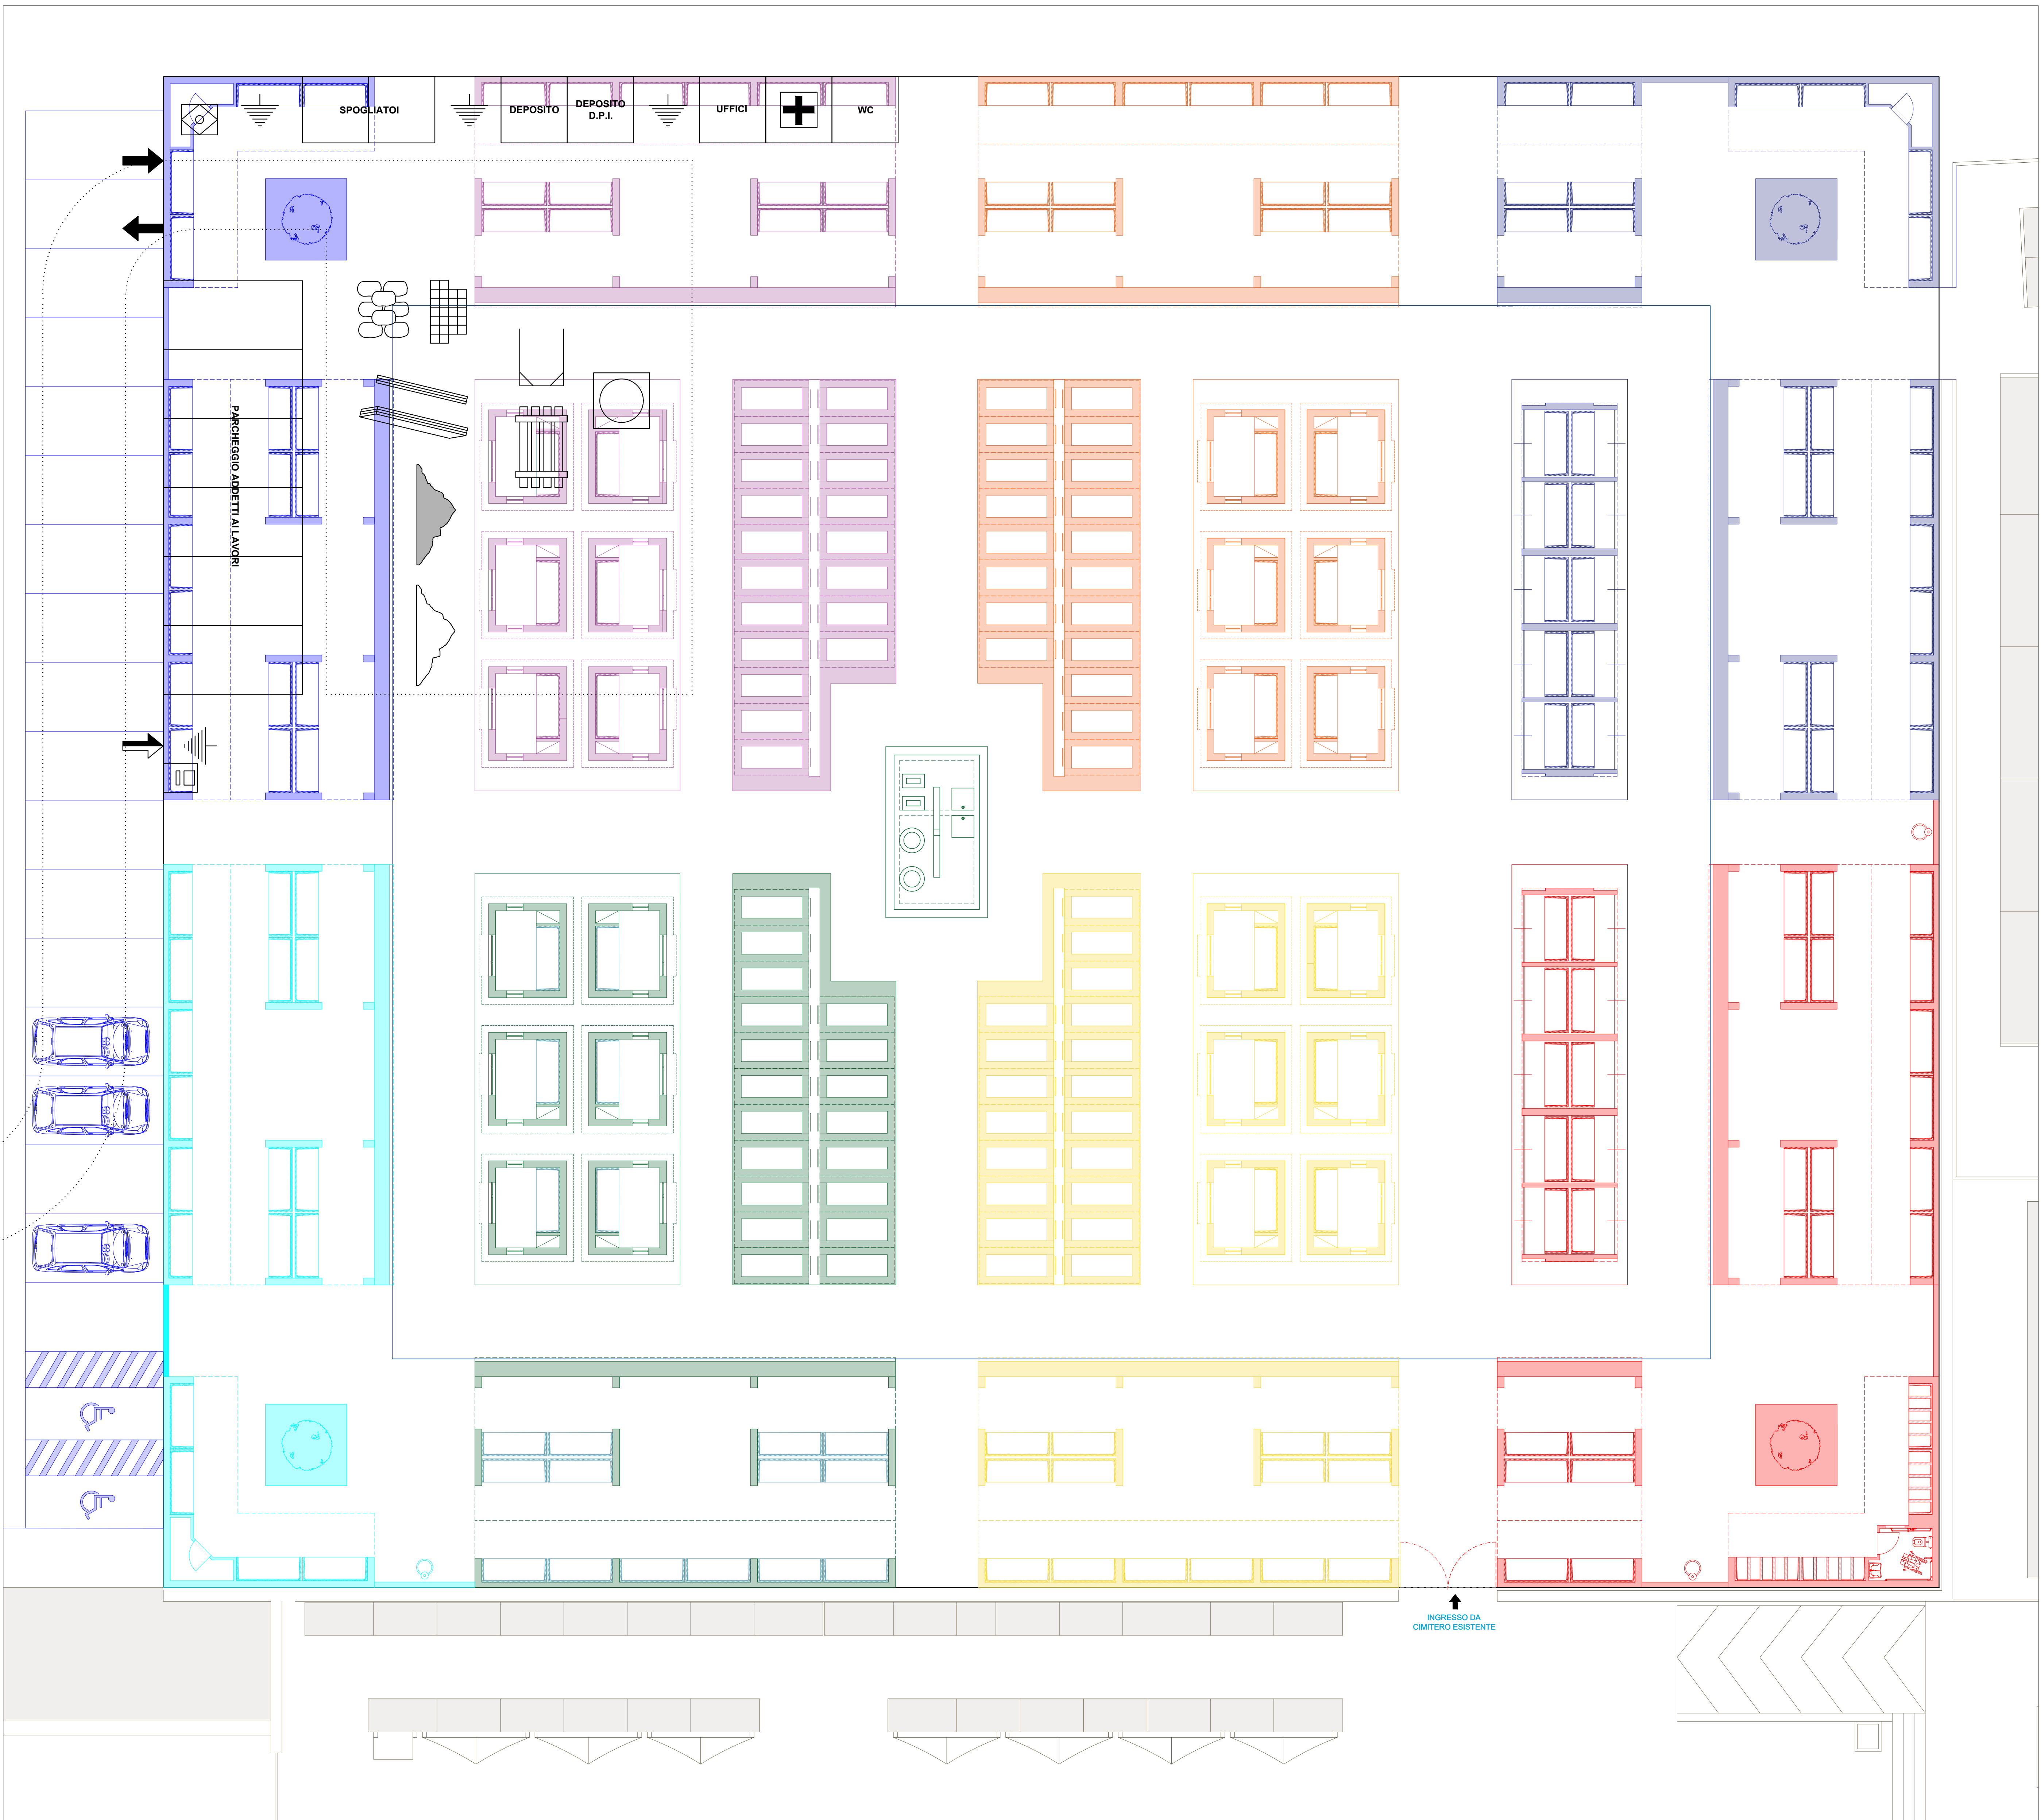 SPOGLIATOI
DEPOSITO
DEPOSITO
D.P.I.
UFFICI
WC
PARCHEGGIO ADDETTI AI LAVORI
INGRESSO DA
CIMITERO ESISTENTE